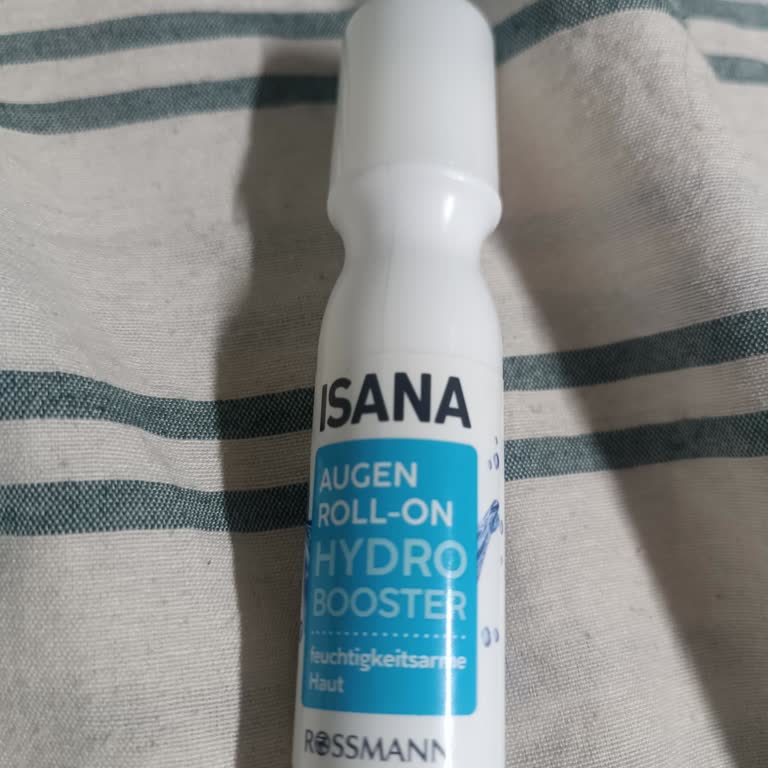 ISANA
AUGEN
ROLL-ON
HYDRO
BOOSTER
feuchtigkeitsarme
Haut
ROSSMANN